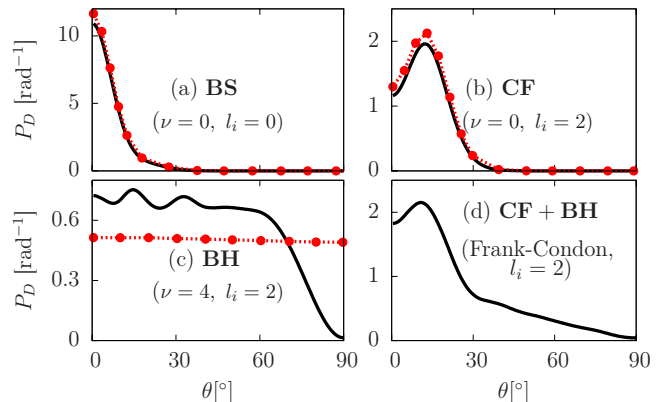 10
5
0
P_D [rad⁻¹]
(a) BS
(ν = 0, l_i = 0)
2
1
0
(b) CF
(ν = 0, l_i = 2)
0.6
0.3
0
P_D [rad⁻¹]
(c) BH
(ν = 4, l_i = 2)
0 30 60 90
θ[°]
2
1
0
(d) CF + BH
(Frank-Condon,
l_i = 2)
0 30 60 90
θ[°]